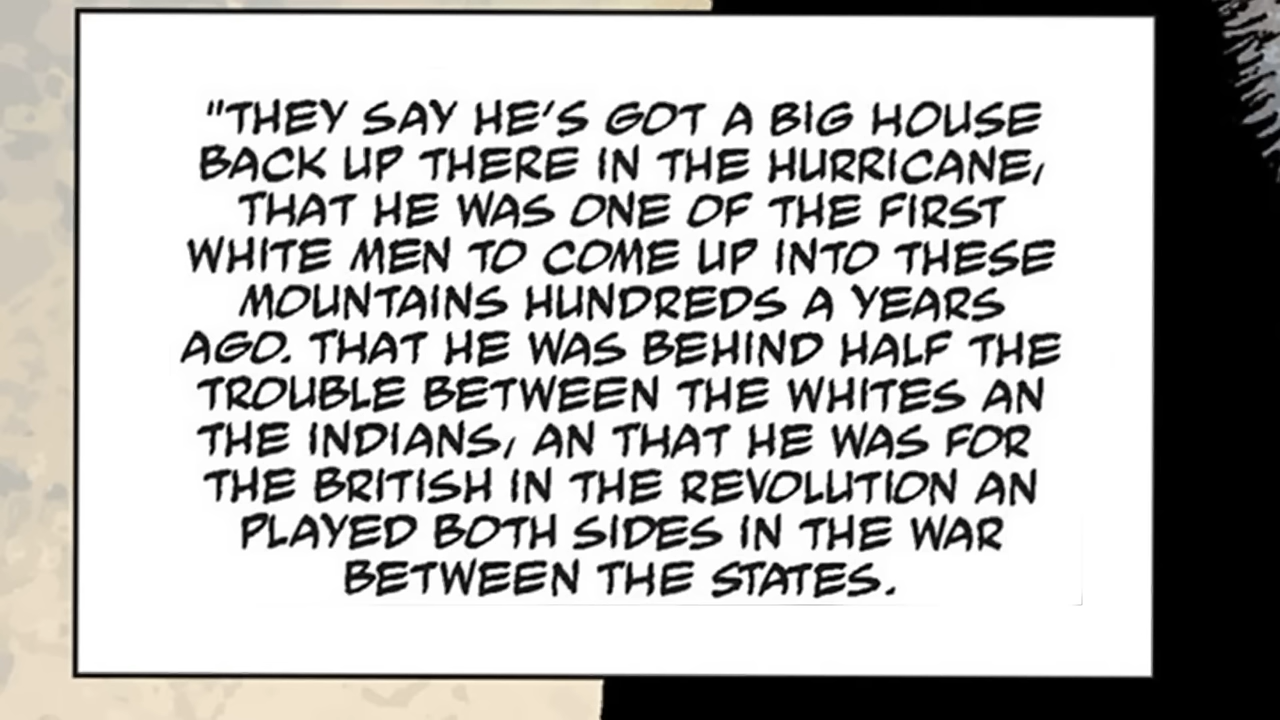 "THEY SAY HE'S GOT A BIG HOUSE
BACK UP THERE IN THE HURRICANE,
THAT HE WAS ONE OF THE FIRST
WHITE MEN TO COME UP INTO THESE
MOUNTAINS HUNDREDS A YEARS
AGO. THAT HE WAS BEHIND HALF THE
TROUBLE BETWEEN THE WHITES AN
THE INDIANS, AN THAT HE WAS FOR
THE BRITISH IN THE REVOLUTION AN
PLAYED BOTH SIDES IN THE WAR
BETWEEN THE STATES.